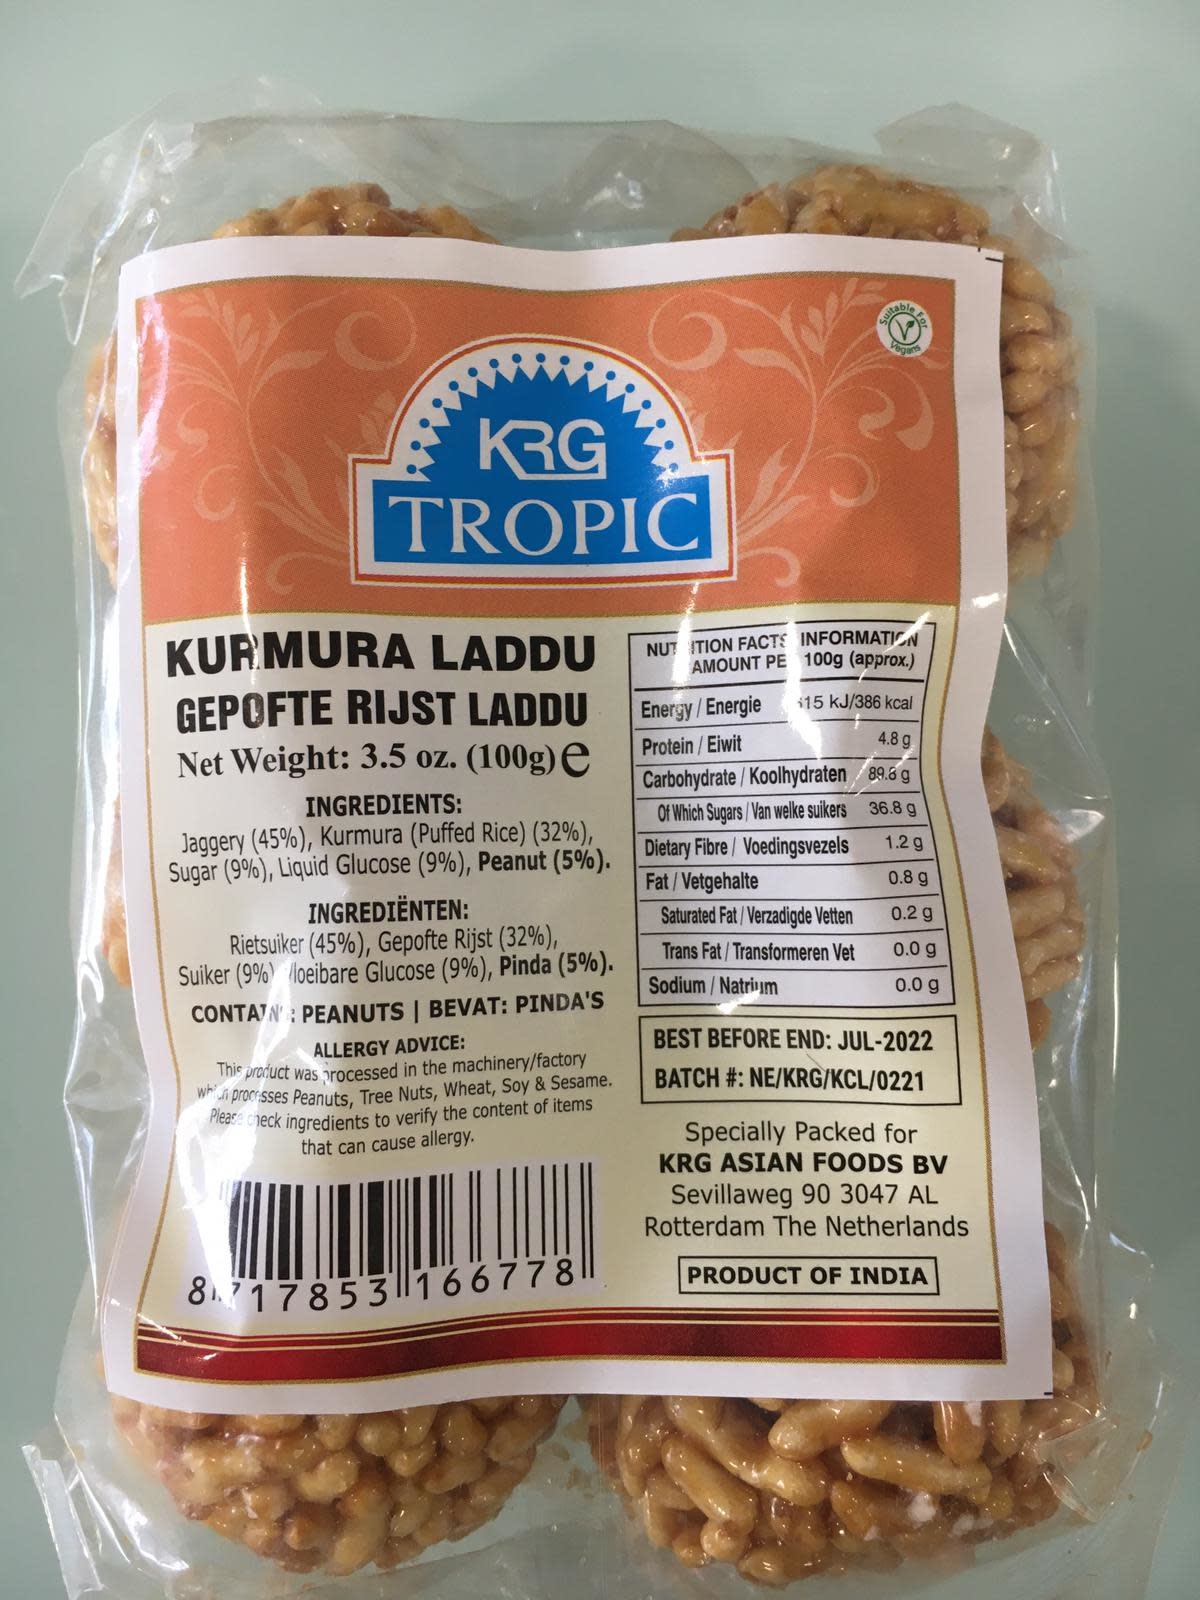 Suitable For
Vegans
KRG
TROPIC
KURMURA LADDU
GEPOFTE RIJST LADDU
Net Weight: 3.5 oz. (100g) e
INGREDIENTS:
Jaggery (45%), Kurmura (Puffed Rice) (32%),
Sugar (9%), Liquid Glucose (9%), Peanut (5%).
INGREDIËNTEN:
Rietsuiker (45%), Gepofte Rijst (32%),
Suiker (9%) Vloeibare Glucose (9%), Pinda (5%).
CONTAIN: PEANUTS | BEVAT: PINDA'S
ALLERGY ADVICE:
This product was processed in the machinery/factory
which processes Peanuts, Tree Nuts, Wheat, Soy & Sesame.
Please check ingredients to verify the content of items
that can cause allergy.
8 717853 166778
NUTRITION FACTS INFORMATION
AMOUNT PER 100g (approx.)
Energy / Energie kJ/386 kcal
Protein / Eiwit 4.8 g
Carbohydrate / Koolhydraten g
Of Which Sugars / Van welke suikers 36.8 g
Dietary Fibre / Voedingsvezels 1.2 g
Fat / Vetgehalte 0.8 g
Saturated Fat / Verzadigde Vetten 0.2 g
Trans Fat / Transformeren Vet 0.0 g
Sodium / Natrium 0.0 g
BEST BEFORE END: JUL-2022
BATCH #: NE/KRG/KCL/0221
Specially Packed for
KRG ASIAN FOODS BV
Sevillaweg 90 3047 AL
Rotterdam The Netherlands
PRODUCT OF INDIA